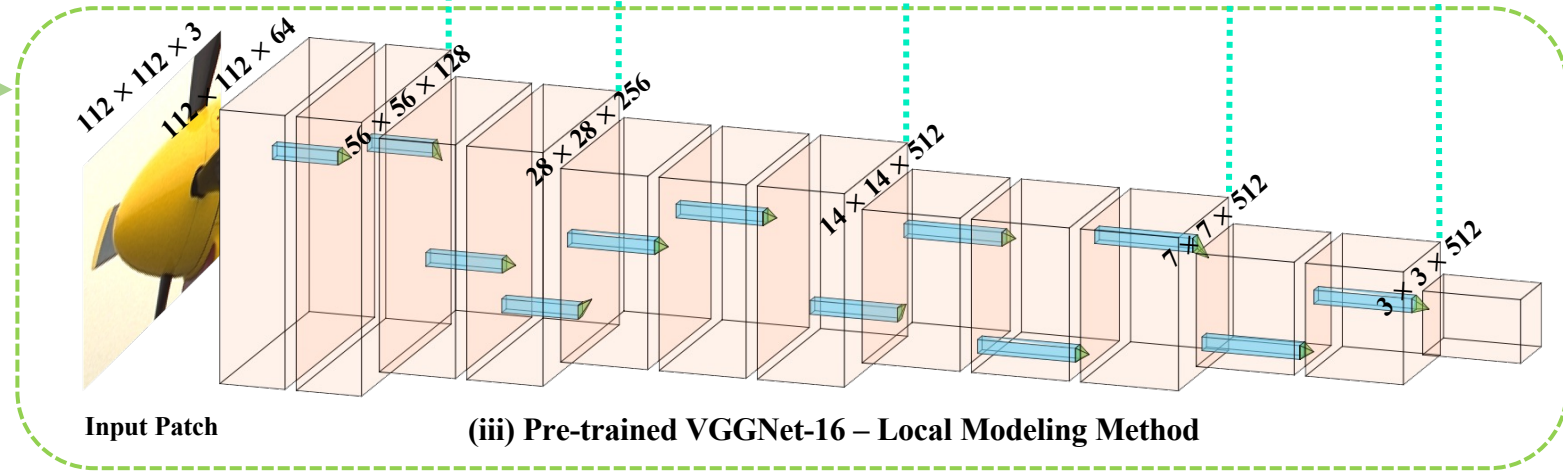 112 × 112 × 3
112 × 112 × 64
56 × 56 × 128
28 × 28 × 256
14 × 14 × 512
7 × 7 × 512
3 × 3 × 512
Input Patch
(iii) Pre-trained VGGNet-16 – Local Modeling Method